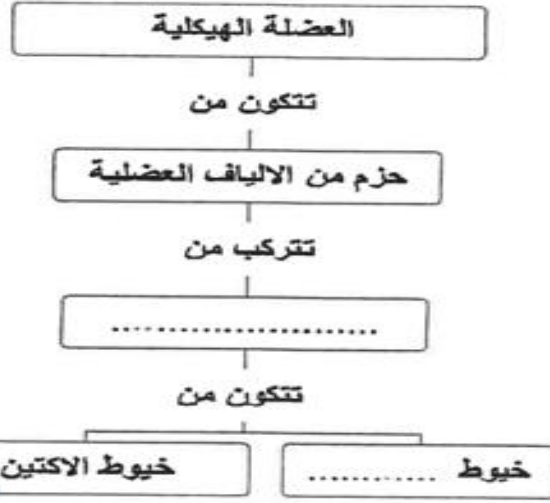 العضلة الهيكلية
تتكون من
حزم من الالياف العضلية
تتركب من
..............................
تتكون من
خيوط ............ خيوط الاكتين